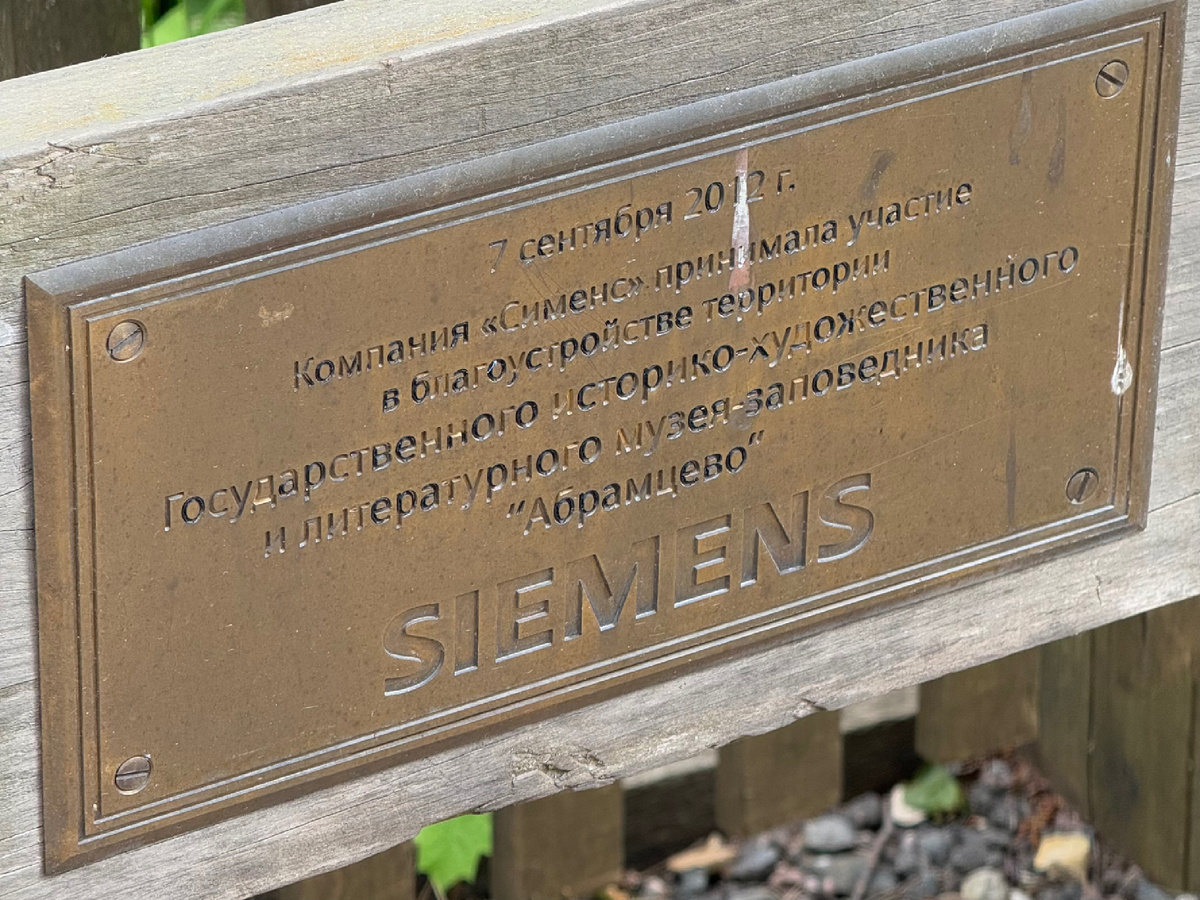 7 сентября 2012 г.
Компания «Сименс» принимала участие
в благоустройстве территории
Государственного историко-художественного
и литературного музея-заповедника
“Абрамцево”
SIEMENS